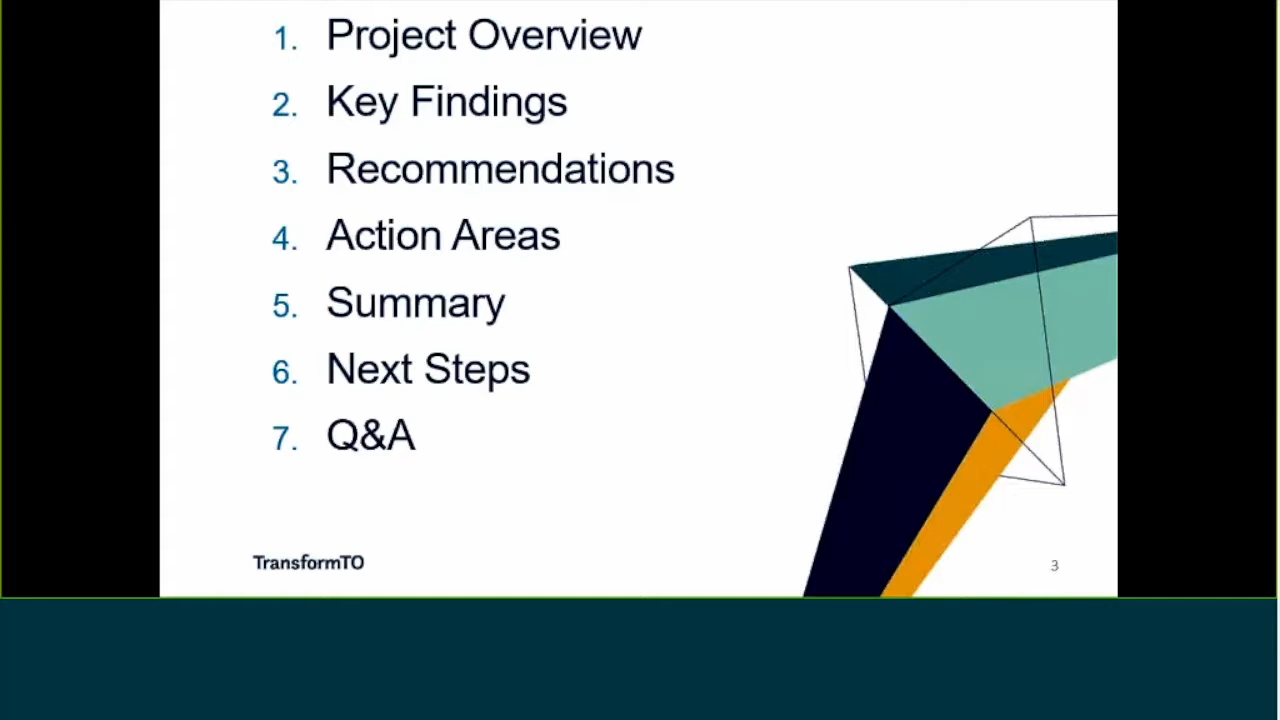 1. Project Overview
2. Key Findings
3. Recommendations
4. Action Areas
5. Summary
6. Next Steps
7. Q&A
TransformTO
3